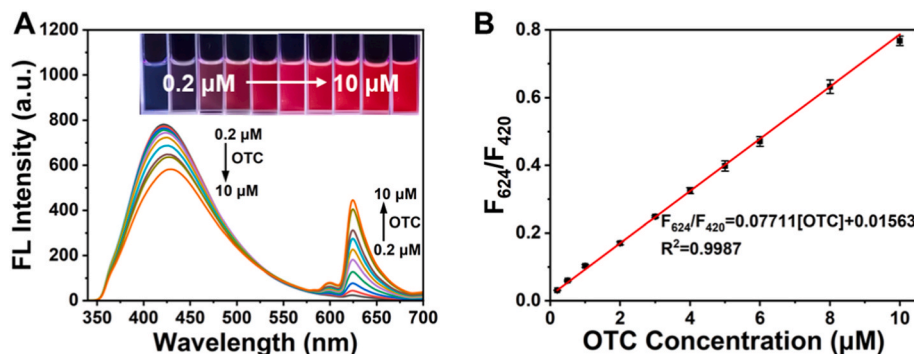 A
FL Intensity (a.u.)
1200
1000
800
600
400
200
0
0.2 µM
10 µM
0.2 µM
OTC
10 µM
10 µM
OTC
0.2 µM
350
400
450
500
550
600
650
700
Wavelength (nm)
B
F624/F420
0.8
0.6
0.4
0.2
0.0
F624/F420=0.07711[OTC]+0.01563
R²=0.9987
0
2
4
6
8
10
OTC Concentration (µM)